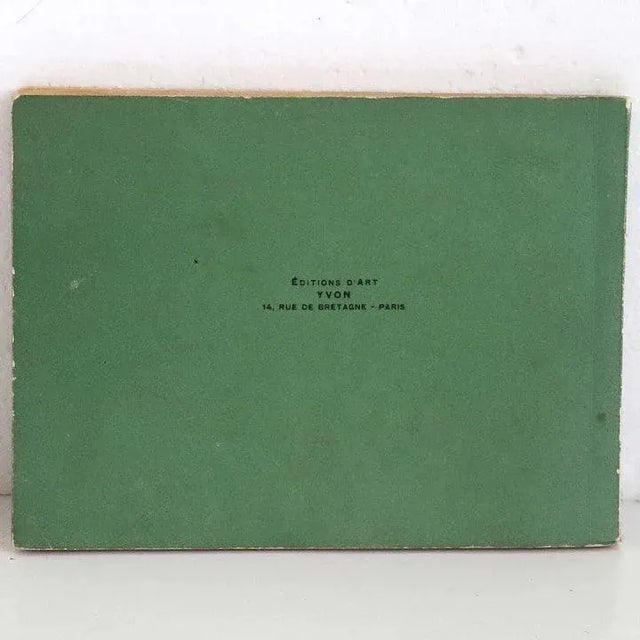 ÉDITIONS D'ART
YVON
14, RUE DE BRETAGNE - PARIS